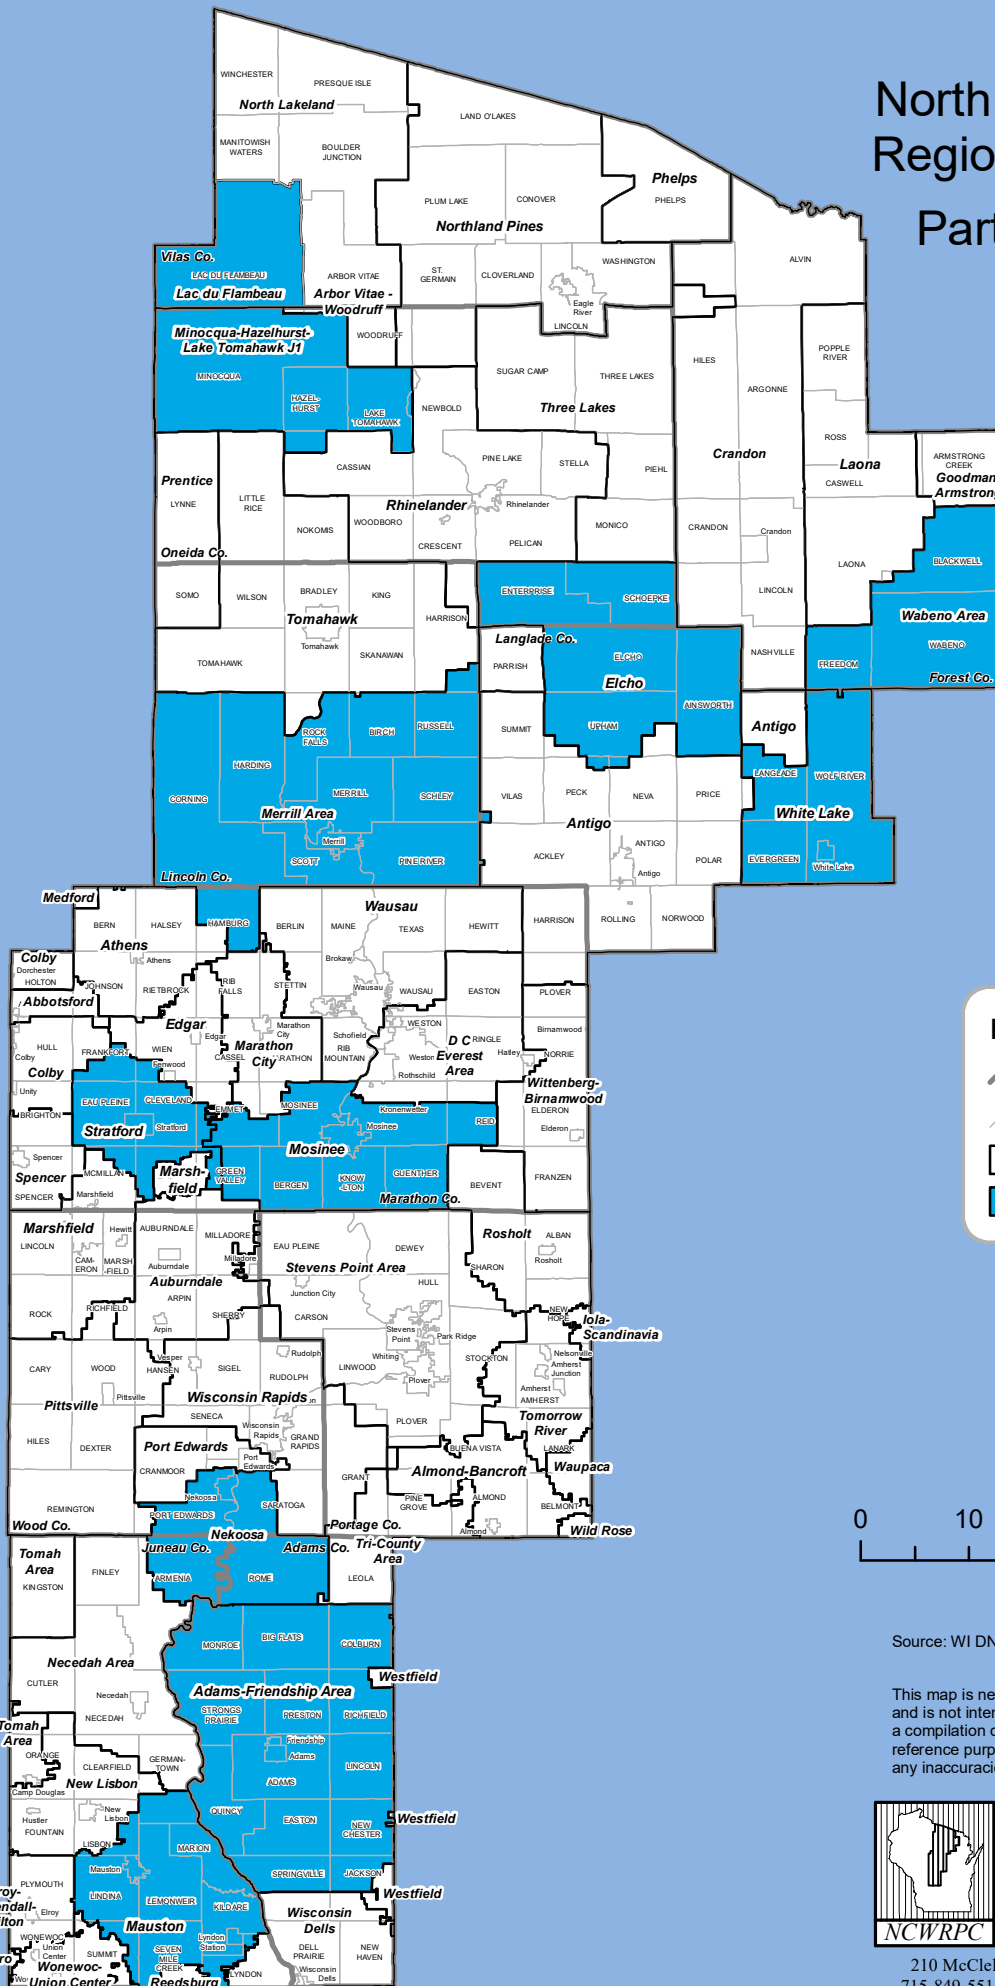 North
Regio
Part
WINCHESTER
PRESQUE ISLE
North Lakeland
LAND O'LAKES
MANITOWISH
WATERS
BOULDER
JUNCTION
Phelps
PHELPS
PLUM LAKE
CONOVER
Northland Pines
Vilas Co.
LAC DU FLAMBEAU
Lac du Flambeau
ARBOR VITAE
Arbor Vitae -
Woodruff
ST.
GERMAIN
CLOVERLAND
WASHINGTON
Eagle
River
LINCOLN
ALVIN
Minocqua-Hazelhurst-
Lake Tomahawk J1
WOODRUFF
MINOCQUA
HAZEL-
HURST
LAKE
TOMAHAWK
NEWBOLD
SUGAR CAMP
THREE LAKES
Three Lakes
HILES
ARGONNE
POPPLE
RIVER
Crandon
ROSS
Laona
CASWELL
ARMSTRONG
CREEK
Goodman
Armstrong
Prentice
LYNNE
LITTLE
RICE
CASSIAN
PINE LAKE
STELLA
PIEHL
Rhinelander
Rhinelander
NOKOMIS
WOODBORO
CRESCENT
PELICAN
MONICO
CRANDON
Crandon
LAONA
BLACKWELL
Oneida Co.
SOMO
WILSON
BRADLEY
KING
Tomahawk
Tomahawk
HARRISON
ENTERPRISE
SCHOEPKE
LINCOLN
Wabeno Area
WABENO
TOMAHAWK
SKANAWAN
Langlade Co.
PARRISH
ELCHO
Elcho
NASHVILLE
FREEDOM
Forest Co.
AINSWORTH
ROCK
FALLS
BIRCH
RUSSELL
SUMMIT
UPHAM
Antigo
HARDING
CORNING
MERRILL
SCHLEY
Merrill Area
Merrill
SCOTT
PINE RIVER
Lincoln Co.
VILAS
PECK
NEVA
PRICE
Antigo
ACKLEY
ANTIGO
Antigo
POLAR
LANGLADE
WOLF RIVER
White Lake
EVERGREEN
White Lake
Medford
BERN
HALSEY
HAMBURG
BERLIN
MAINE
Wausau
TEXAS
HEWITT
HARRISON
ROLLING
NORWOOD
Athens
Athens
Colby
Dorchester
HOLTON
JOHNSON
RIETBROCK
RIB
FALLS
STETTIN
Brokaw
Wausau
WAUSAU
EASTON
PLOVER
Abbotsford
Edgar
Edgar
HULL
Colby
FRANKFORT
WIEN
Fenwood
CASSEL
Marathon
City
Marathon
City
MARATHON
Schofield
RIB
MOUNTAIN
WESTON
Weston
Rothschild
D C
Everest
Area
RINGLE
Hatley
Birnamwood
NORRIE
Colby
Unity
BRIGHTON
EAU PLEINE
CLEVELAND
Stratford
Stratford
EMMET
MOSINEE
Kronenwetter
Mosinee
REID
Wittenberg-
Birnamwood
ELDERON
Elderon
Mosinee
Spencer
Spencer
SPENCER
MCMILLAN
Marshfield
Marsh-
field
GREEN
VALLEY
BERGEN
KNOW
-LTON
GUENTHER
Marathon Co.
BEVENT
FRANZEN
Marshfield
LINCOLN
Hewitt
CAM-
ERON
MARSH
-FIELD
AUBURNDALE
Auburndale
Auburndale
MILLADORE
Milladore
EAU PLEINE
DEWEY
Stevens Point Area
Rosholt
ALBAN
Rosholt
SHARON
ROCK
RICHFIELD
ARPIN
Arpin
SHERRY
Junction City
CARSON
HULL
Stevens
Point
Park Ridge
Whiting
Plover
NEW
HOPE
Iola-
Scandinavia
CARY
WOOD
Vesper
HANSEN
SIGEL
Rudolph
RUDOLPH
LINWOOD
STOCKTON
Nelsonville
Amherst
Junction
Amherst
AMHERST
Pittsville
Pittsville
Wisconsin Rapids
SENECA
Wisconsin
Rapids
GRAND
RAPIDS
PLOVER
Tomorrow
River
HILES
DEXTER
Port Edwards
CRANMOOR
Port
Edwards
BUENA VISTA
LANARK
Waupaca
Almond-Bancroft
GRANT
PINE
GROVE
ALMOND
Almond
BELMONT
REMINGTON
Nekoosa
PORT EDWARDS
SARATOGA
Wood Co.
Nekoosa
Portage Co.
Wild Rose
Tomah
Area
KINGSTON
FINLEY
Juneau Co.
ARMENIA
Adams Co.
ROME
Tri-County
Area
LEOLA
MONROE
BIG FLATS
COLBURN
Necedah Area
CUTLER
Necedah
NECEDAH
Westfield
Adams-Friendship Area
STRONGS
PRAIRIE
PRESTON
RICHFIELD
Friendship
Adams
ADAMS
LINCOLN
Tomah
Area
ORANGE
Camp Douglas
CLEARFIELD
GERMAN-
TOWN
New Lisbon
New
Lisbon
Hustler
FOUNTAIN
LISBON
QUINCY
EASTON
NEW
CHESTER
Westfield
MARION
PLYMOUTH
Mauston
LINDINA
LEMONWEIR
KILDARE
SPRINGVILLE
JACKSON
Westfield
roy-
endall-
ilton
Elroy
Mauston
Lyndon
Station
Wisconsin
Dells
WONEWOC
Union
Center
SUMMIT
SEVEN
MILE
CREEK
LYNDON
DELL
PRAIRIE
NEW
HAVEN
Wisconsin
Dells
Wonewoc-
Union Center
Reedsburg
0
10
Source: WI DN
This map is ne
and is not inter
a compilation o
reference purp
any inaccuraci
NCWRPC
210 McClel
715-849-551